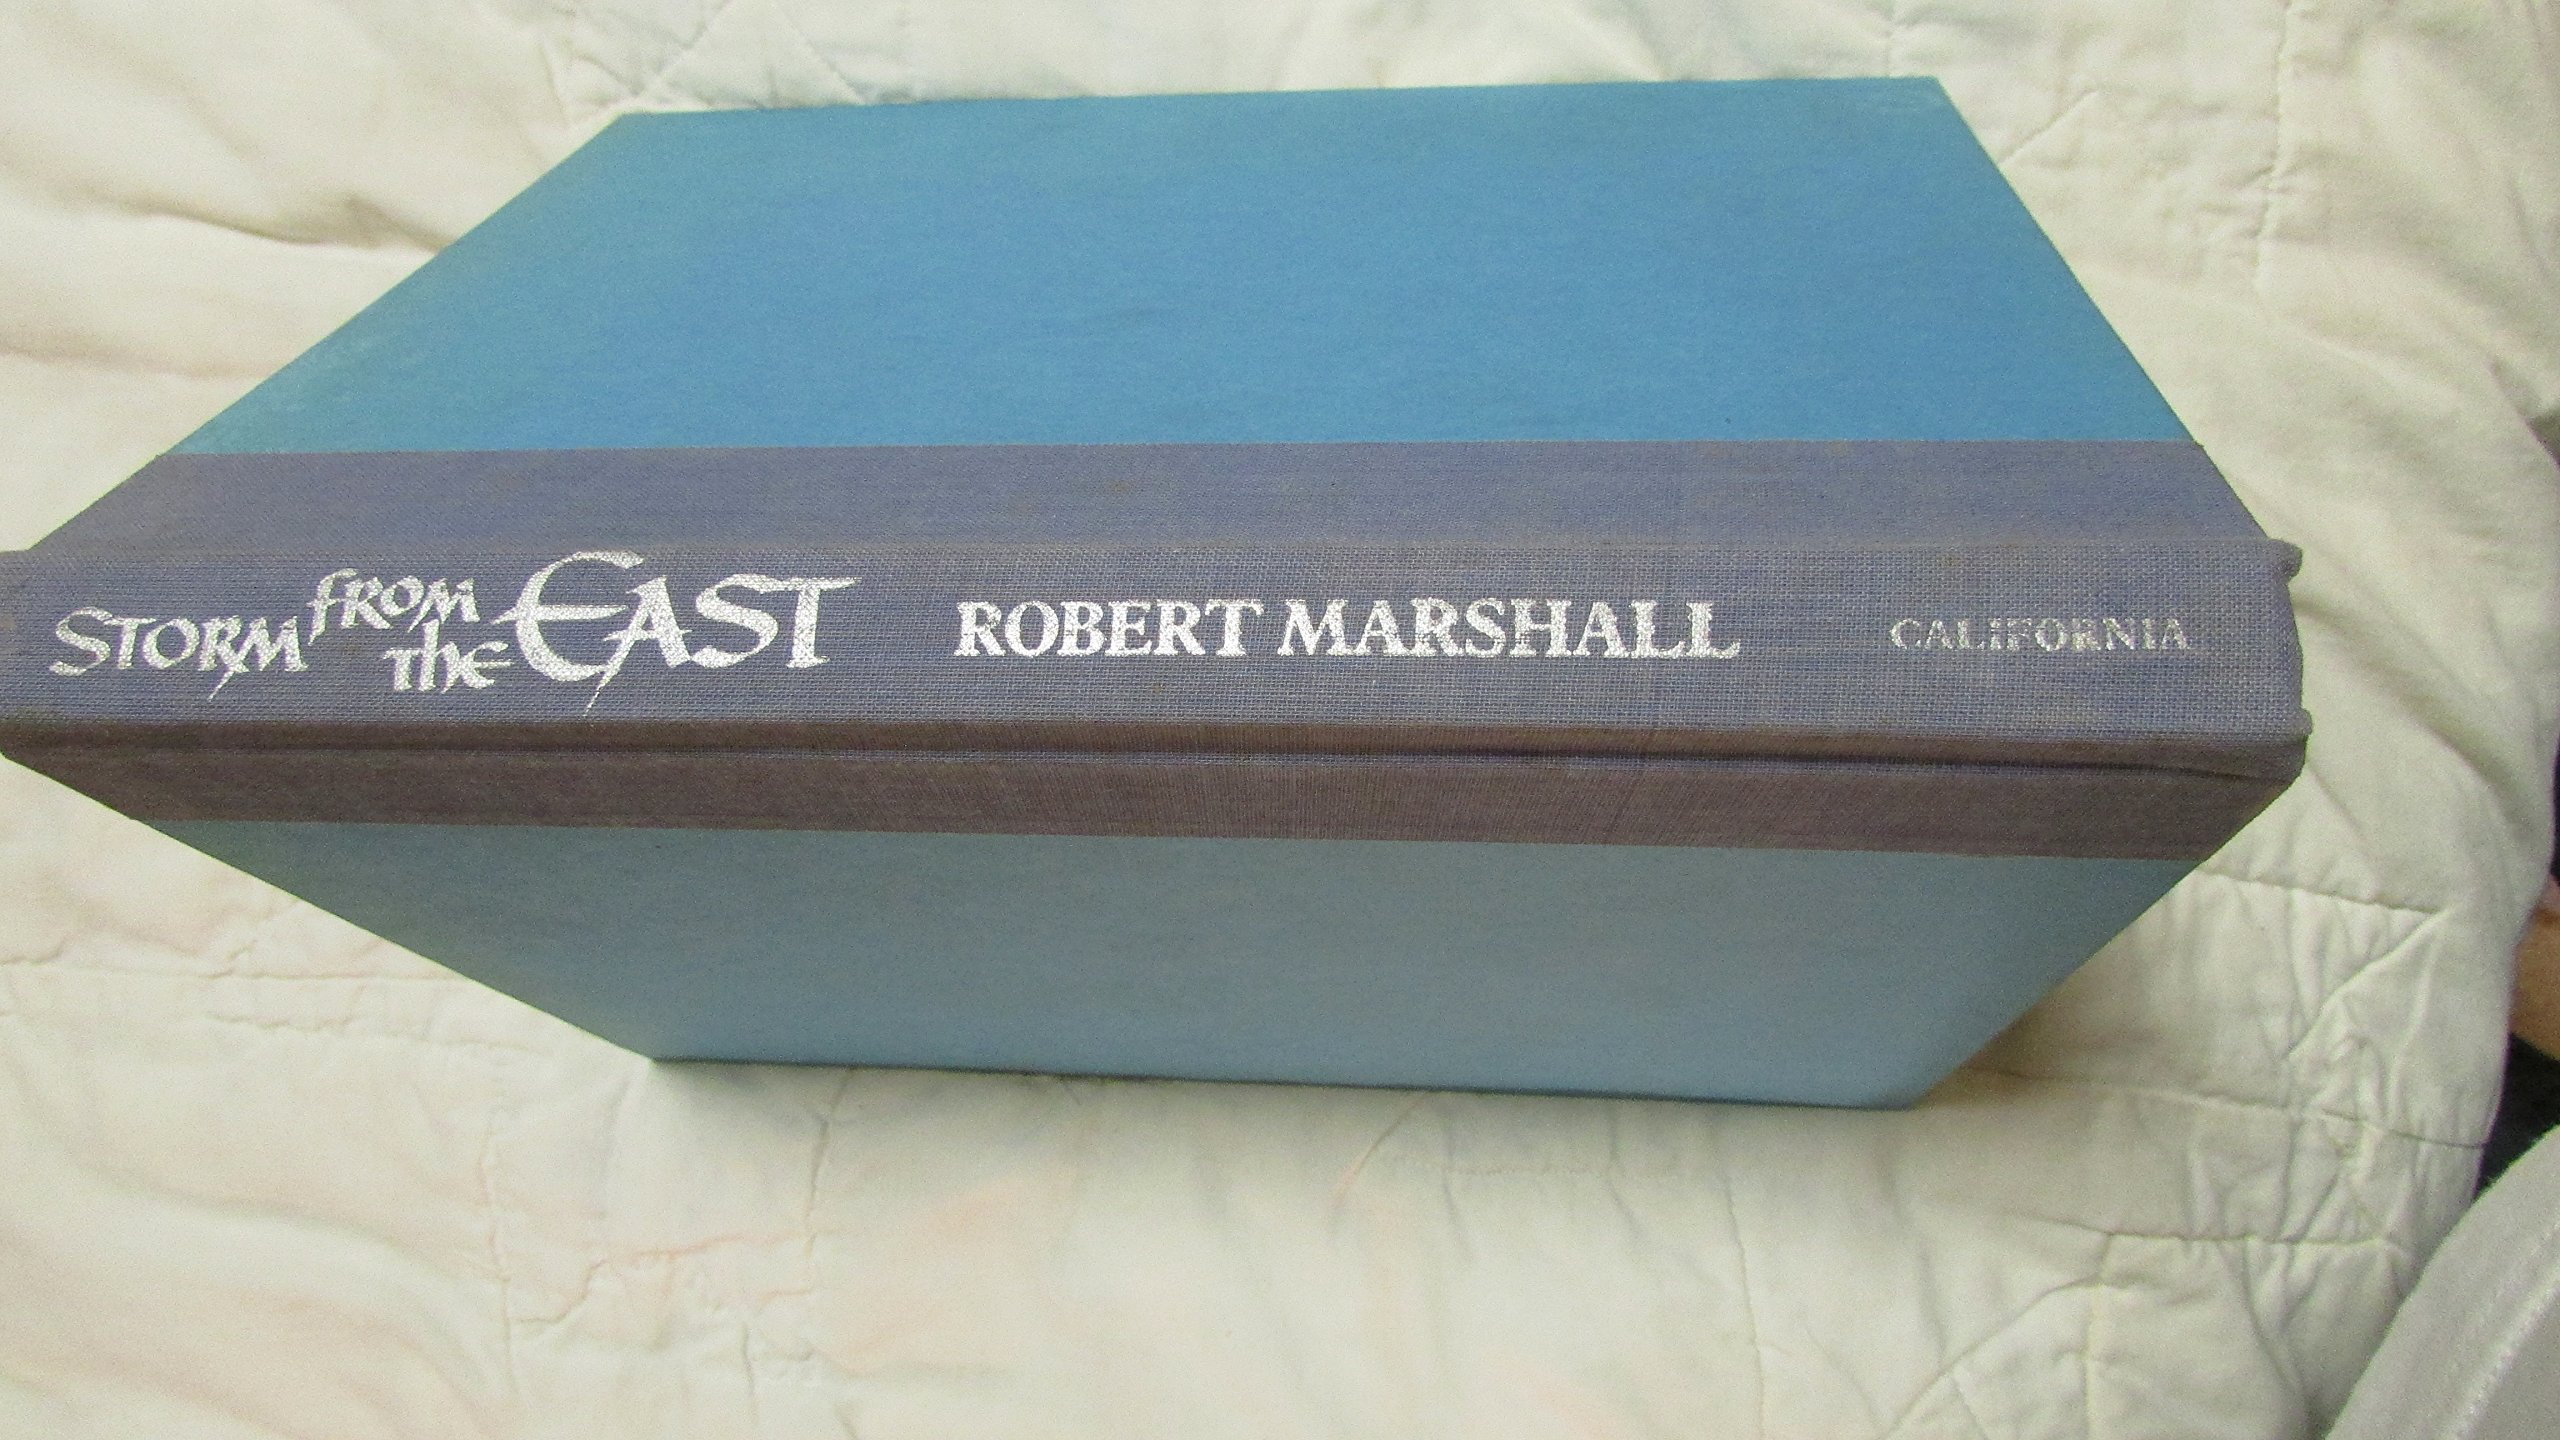 STORM FROM the EAST ROBERT MARSHALL CALIFORNIA